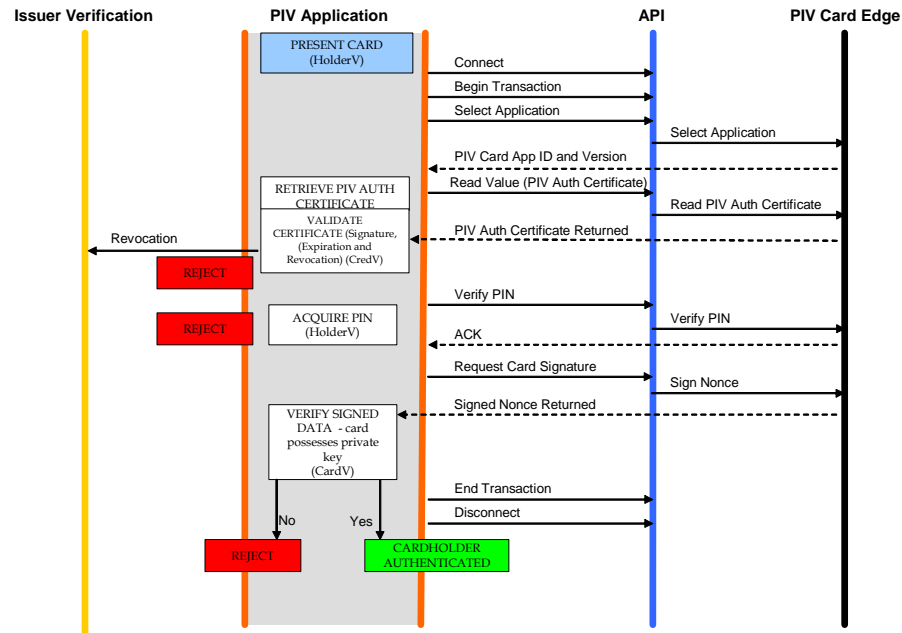 Issuer Verification
PIV Application
API
PIV Card Edge
PRESENT CARD
(HolderV)
Connect
Begin Transaction
Select Application
Select Application
PIV Card App ID and Version
RETRIEVE PIV AUTH
CERTIFICATE
Read Value (PIV Auth Certificate)
Read PIV Auth Certificate
VALIDATE
CERTIFICATE (Signature,
(Expiration and
Revocation) (CredV)
PIV Auth Certificate Returned
Revocation
REJECT
Verify PIN
ACQUIRE PIN
(HolderV)
REJECT
Verify PIN
ACK
Request Card Signature
Sign Nonce
Signed Nonce Returned
VERIFY SIGNED
DATA - card
possesses private
key
(CardV)
End Transaction
Disconnect
No
Yes
REJECT
CARDHOLDER
AUTHENTICATED